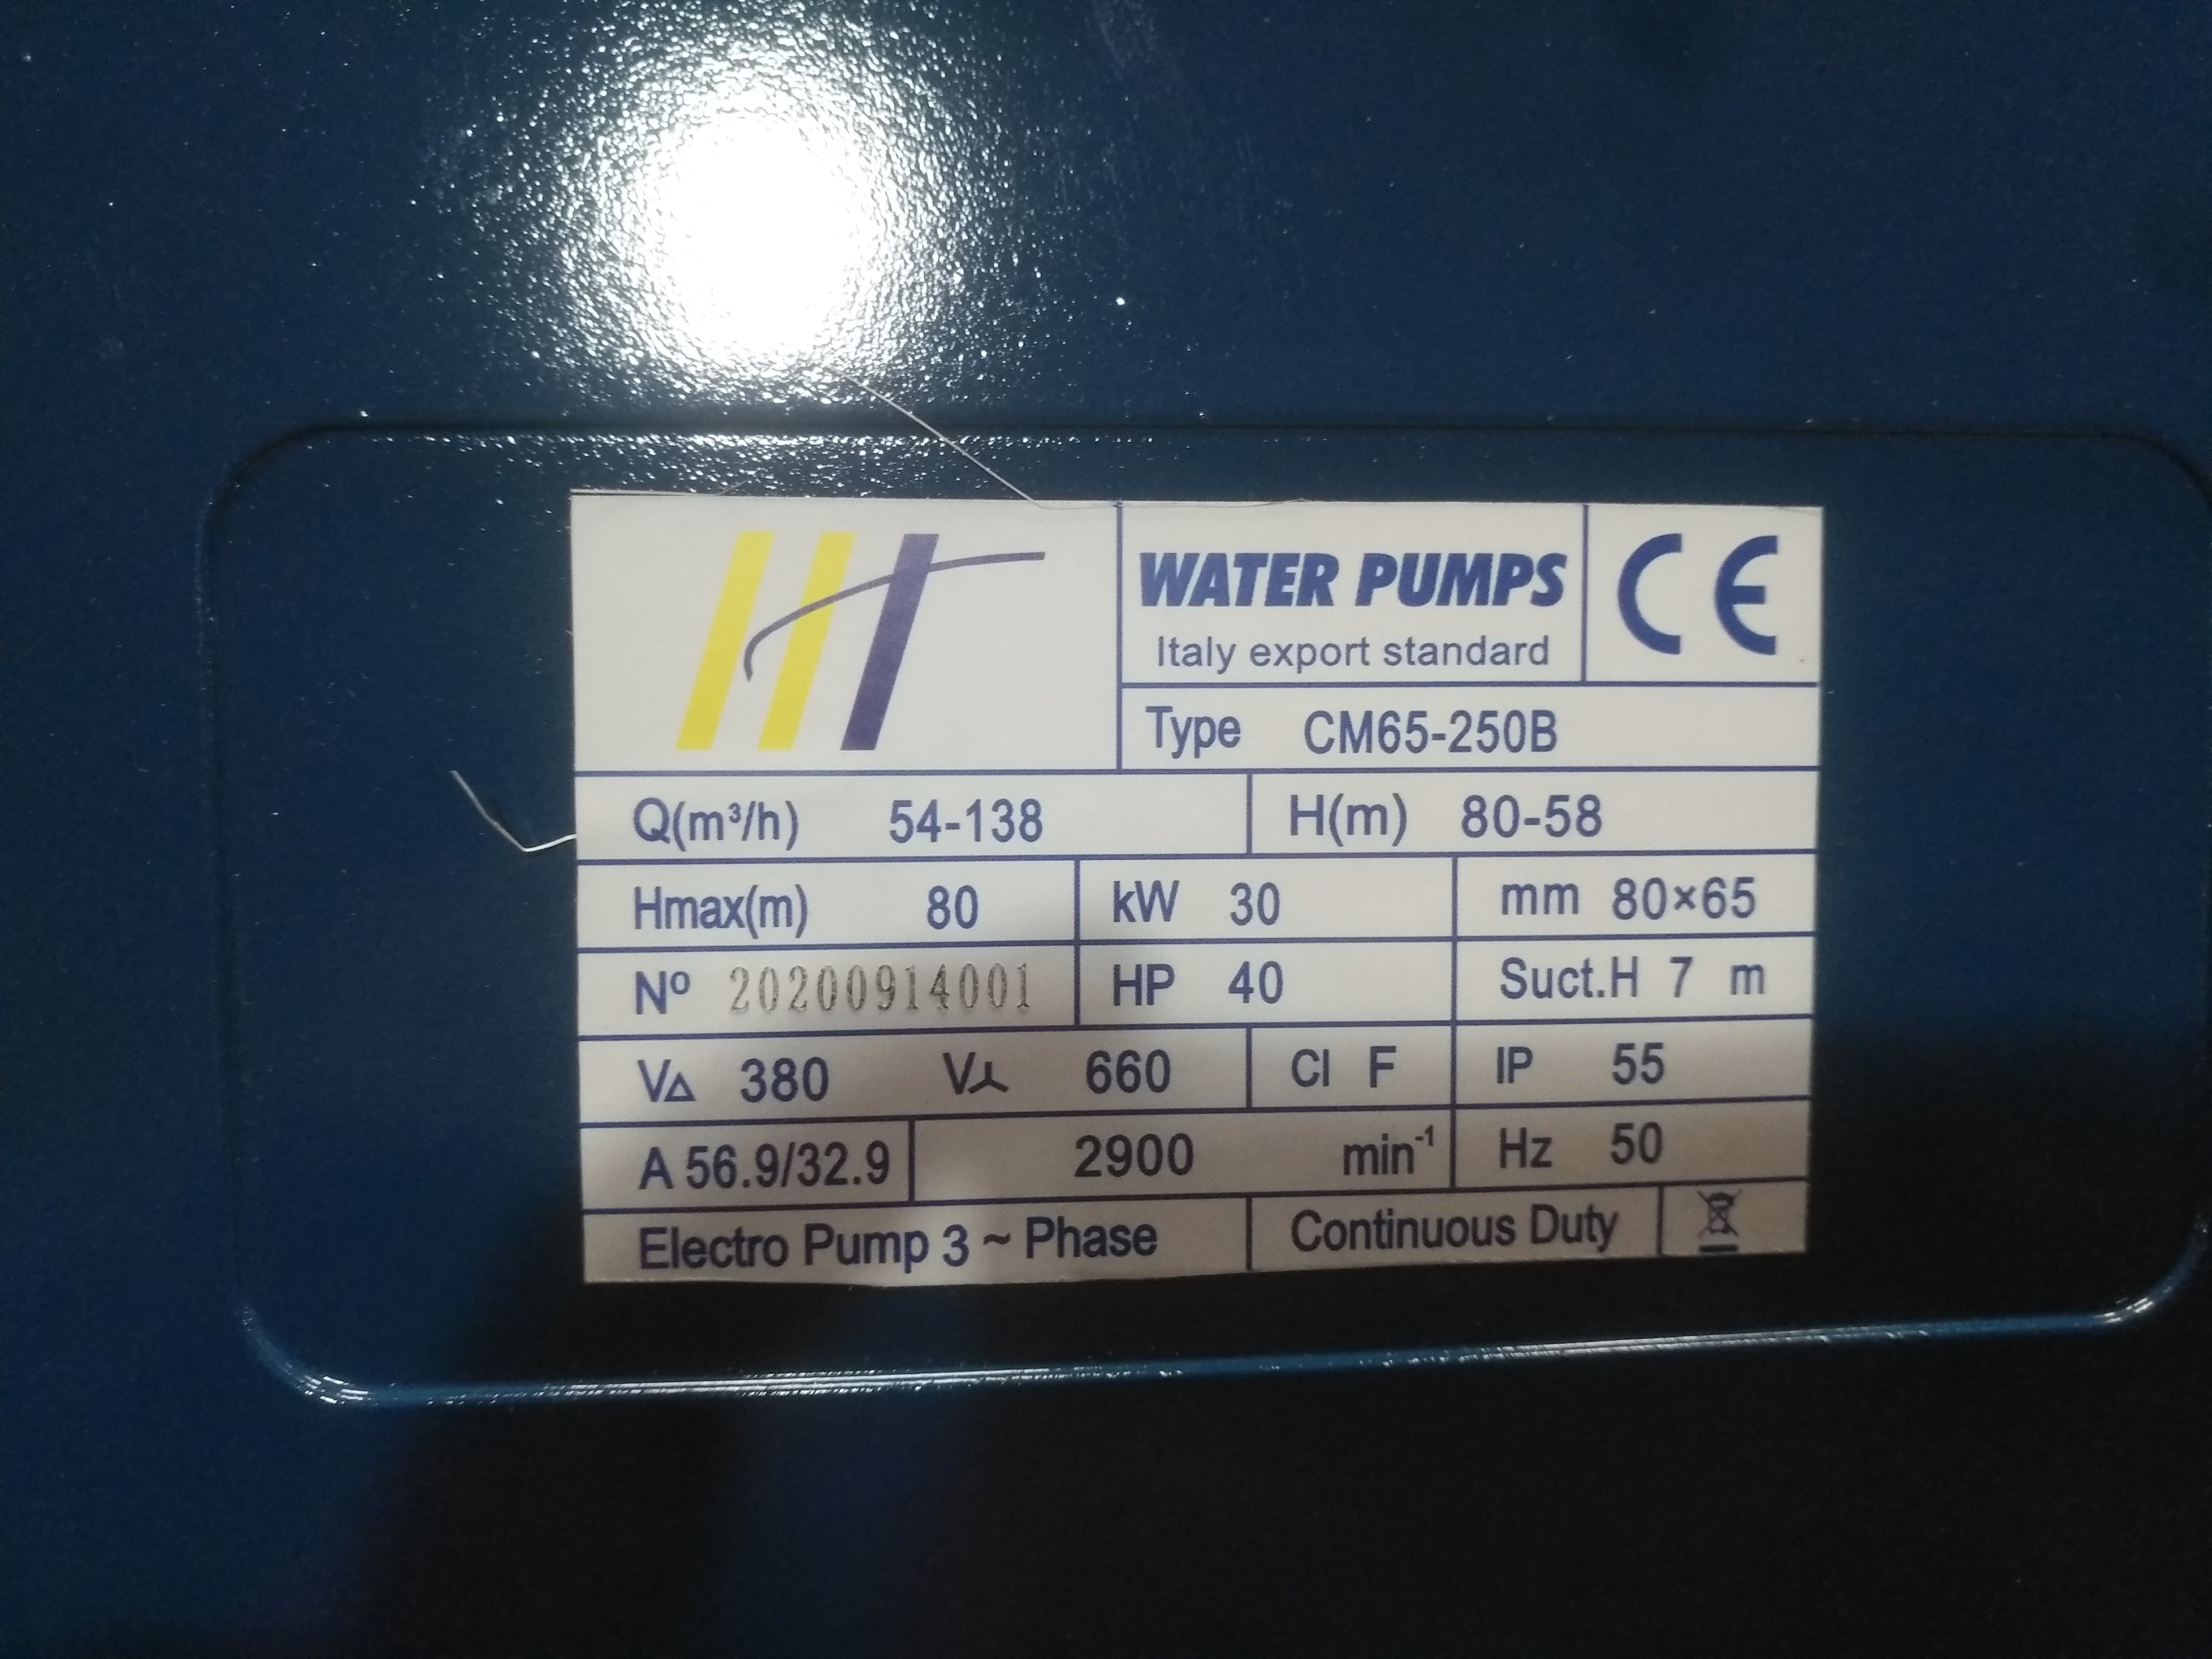 HT
WATER PUMPS
Italy export standard
CE
Type CM65-250B
Q(m³/h) 54-138 H(m) 80-58
Hmax(m) 80 kW 30 mm 80×65
Nº 20200914001 HP 40 Suct.H 7 m
V△ 380 V⅄ 660 Cl F IP 55
A 56.9/32.9 2900 min⁻¹ Hz 50
Electro Pump 3 ~ Phase Continuous Duty